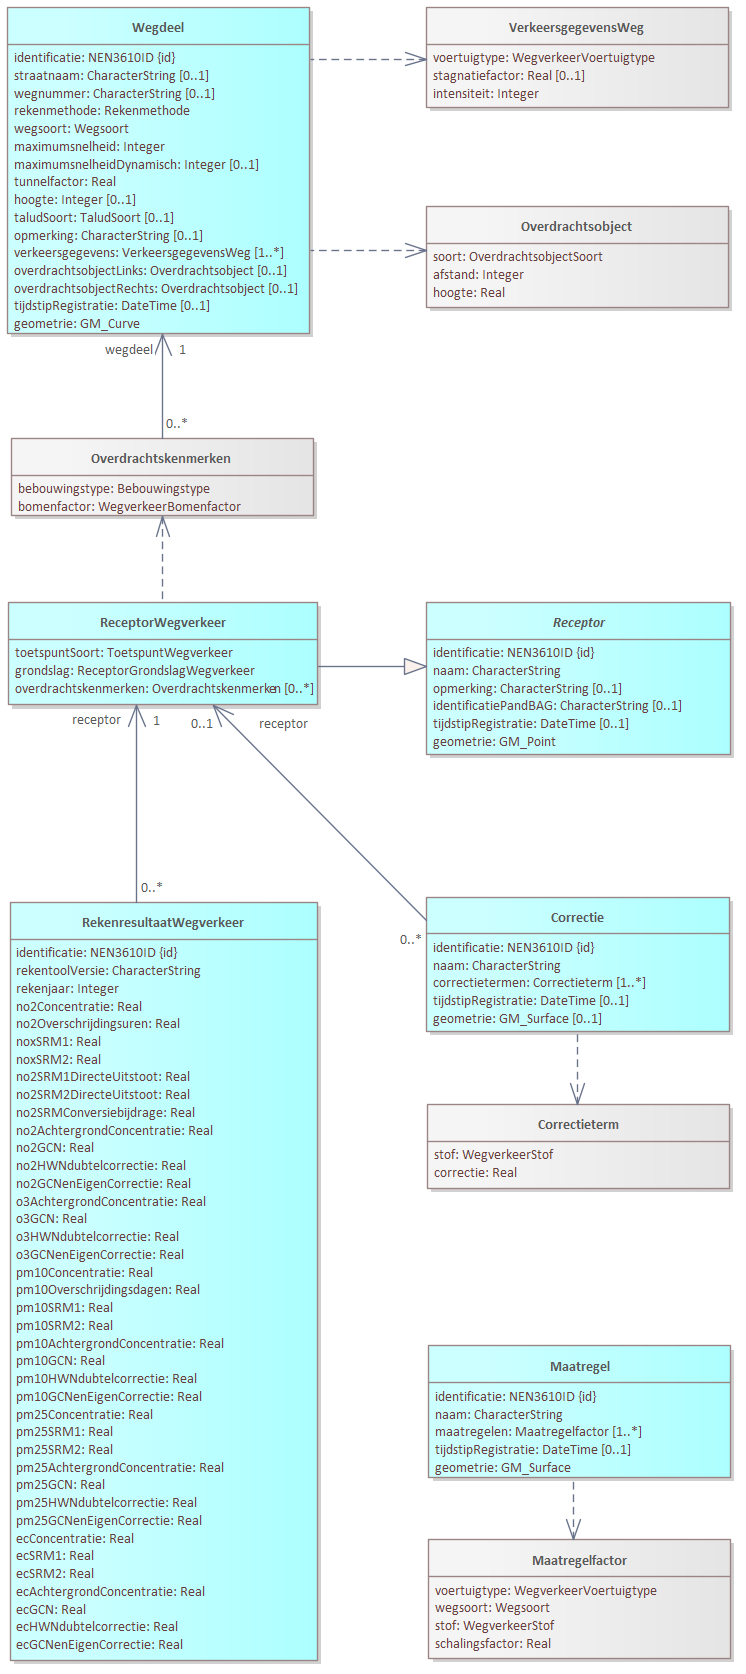 Wegdeel
identificatie: NEN3610ID {id}
straatnaam: CharacterString [0..1]
wegnummer: CharacterString [0..1]
rekenmethode: Rekenmethode
wegsoort: Wegsoort
maximumsnelheid: Integer
maximumsnelheidDynamisch: Integer [0..1]
tunnelfactor: Real
hoogte: Integer [0..1]
taludSoort: TaludSoort [0..1]
opmerking: CharacterString [0..1]
verkeersgegevens: VerkeersgegevensWeg [1..*]
overdrachtsobjectLinks: Overdrachtsobject [0..1]
overdrachtsobjectRechts: Overdrachtsobject [0..1]
tijdstipRegistratie: DateTime [0..1]
geometrie: GM_Curve
VerkeersgegevensWeg
voertuigtype: WegverkeerVoertuigtype
stagnatiefactor: Real [0..1]
intensiteit: Integer
Overdrachtsobject
soort: OverdrachtsobjectSoort
afstand: Integer
hoogte: Real
wegdeel 1
0..*
Overdrachtskenmerken
bebouwingstype: Bebouwingstype
bomenfactor: WegverkeerBomenfactor
ReceptorWegverkeer
toetspuntSoort: ToetspuntWegverkeer
grondslag: ReceptorGrondslagWegverkeer
overdrachtskenmerken: Overdrachtskenmerken [0..*]
Receptor
identificatie: NEN3610ID {id}
naam: CharacterString
opmerking: CharacterString [0..1]
identificatiePandBAG: CharacterString [0..1]
tijdstipRegistratie: DateTime [0..1]
geometrie: GM_Point
receptor 1 0..1 receptor
0..*
0..*
RekenresultaatWegverkeer
identificatie: NEN3610ID {id}
rekentoolVersie: CharacterString
rekenjaar: Integer
no2Concentratie: Real
no2Overschrijdingsuren: Real
noxSRM1: Real
noxSRM2: Real
no2SRM1DirecteUitstoot: Real
no2SRM2DirecteUitstoot: Real
no2SRMConversiebijdrage: Real
no2AchtergrondConcentratie: Real
no2GCN: Real
no2HWNdubtelcorrectie: Real
no2GCNenEigenCorrectie: Real
o3AchtergrondConcentratie: Real
o3GCN: Real
o3HWNdubtelcorrectie: Real
o3GCNenEigenCorrectie: Real
pm10Concentratie: Real
pm10Overschrijdingsdagen: Real
pm10SRM1: Real
pm10SRM2: Real
pm10AchtergrondConcentratie: Real
pm10GCN: Real
pm10HWNdubtelcorrectie: Real
pm10GCNenEigenCorrectie: Real
pm25Concentratie: Real
pm25SRM1: Real
pm25SRM2: Real
pm25AchtergrondConcentratie: Real
pm25GCN: Real
pm25HWNdubtelcorrectie: Real
pm25GCNenEigenCorrectie: Real
ecConcentratie: Real
ecSRM1: Real
ecSRM2: Real
ecAchtergrondConcentratie: Real
ecGCN: Real
ecHWNdubtelcorrectie: Real
ecGCNenEigenCorrectie: Real
Correctie
identificatie: NEN3610ID {id}
naam: CharacterString
correctietermen: Correctieterm [1..*]
tijdstipRegistratie: DateTime [0..1]
geometrie: GM_Surface [0..1]
Correctieterm
stof: WegverkeerStof
correctie: Real
Maatregel
identificatie: NEN3610ID {id}
naam: CharacterString
maatregelen: Maatregelfactor [1..*]
tijdstipRegistratie: DateTime [0..1]
geometrie: GM_Surface
Maatregelfactor
voertuigtype: WegverkeerVoertuigtype
wegsoort: Wegsoort
stof: WegverkeerStof
schalingsfactor: Real